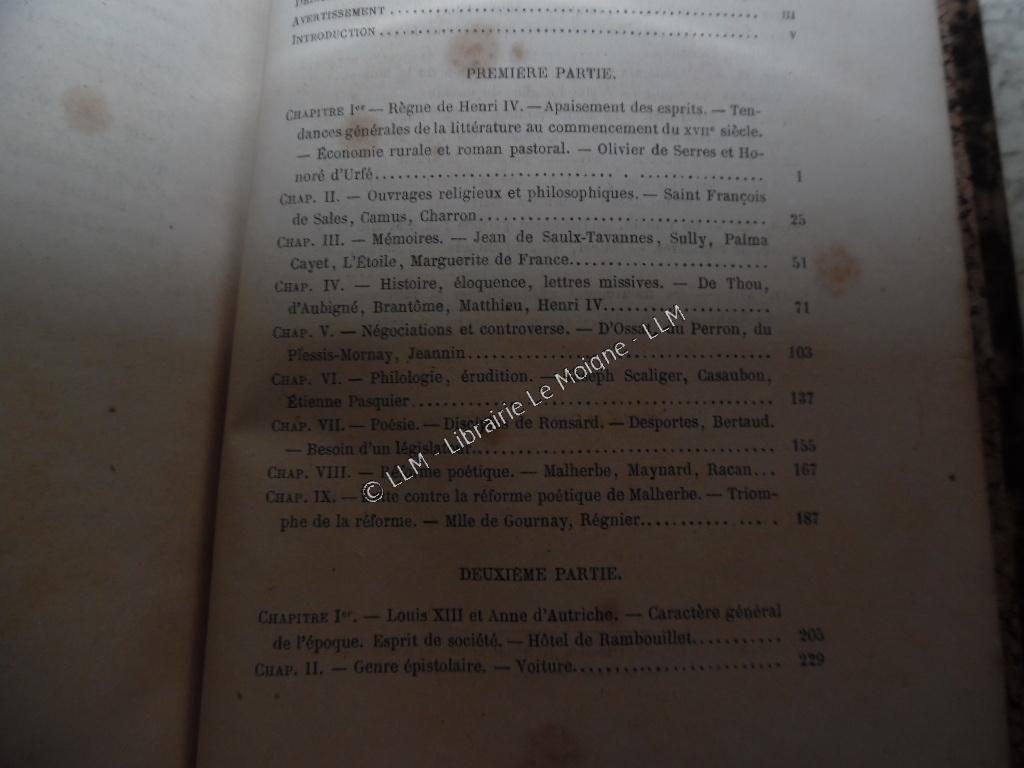 AVERTISSEMENT .......... III
INTRODUCTION .......... V
PREMIÈRE PARTIE.
CHAPITRE Ier — Règne de Henri IV. — Apaisement des esprits. — Ten-
dances générales de la littérature au commencement du XVIIe siècle.
— Économie rurale et roman pastoral. — Olivier de Serres et Ho-
noré d'Urfé .......... 1
CHAP. II. — Ouvrages religieux et philosophiques. — Saint François
de Sales, Camus, Charron .......... 25
CHAP. III. — Mémoires. — Jean de Saulx-Tavannes, Sully, Palma
Cayet, L'Étoile, Marguerite de France .......... 51
CHAP. IV. — Histoire, éloquence, lettres missives. — De Thou,
d'Aubigné, Brantôme, Matthieu, Henri IV .......... 71
CHAP. V. — Négociations et controverse. — D'Ossat, du Perron, du
Plessis-Mornay, Jeannin .......... 103
CHAP. VI. — Philologie, érudition. — Joseph Scaliger, Casaubon,
Étienne Pasquier .......... 137
CHAP. VII. — Poésie. — Disciples de Ronsard. — Desportes, Bertaud.
— Besoin d'un législateur .......... 155
CHAP. VIII. — Réforme poétique. — Malherbe, Maynard, Racan ... 167
CHAP. IX. — contre la réforme poétique de Malherbe. — Triom-
phe de la réforme. — Mlle de Gournay, Régnier .......... 187
DEUXIÈME PARTIE.
CHAPITRE Ier. — Louis XIII et Anne d'Autriche. — Caractère général
de l'époque. Esprit de société. — Hôtel de Rambouillet .......... 205
CHAP. II. — Genre épistolaire. — Voiture .......... 229
© LLM - Librairie Le Moigne - LLM